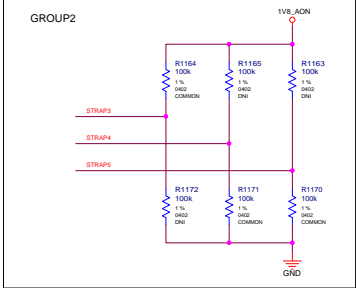 GROUP2
1V8_AON
R1164
100k
1 %
0402
COMMON
R1165
100k
1 %
0402
DNI
R1163
100k
1 %
0402
DNI
STRAP3
STRAP4
STRAP5
R1172
100k
1 %
0402
DNI
R1171
100k
1 %
0402
COMMON
R1170
100k
1 %
0402
COMMON
GND